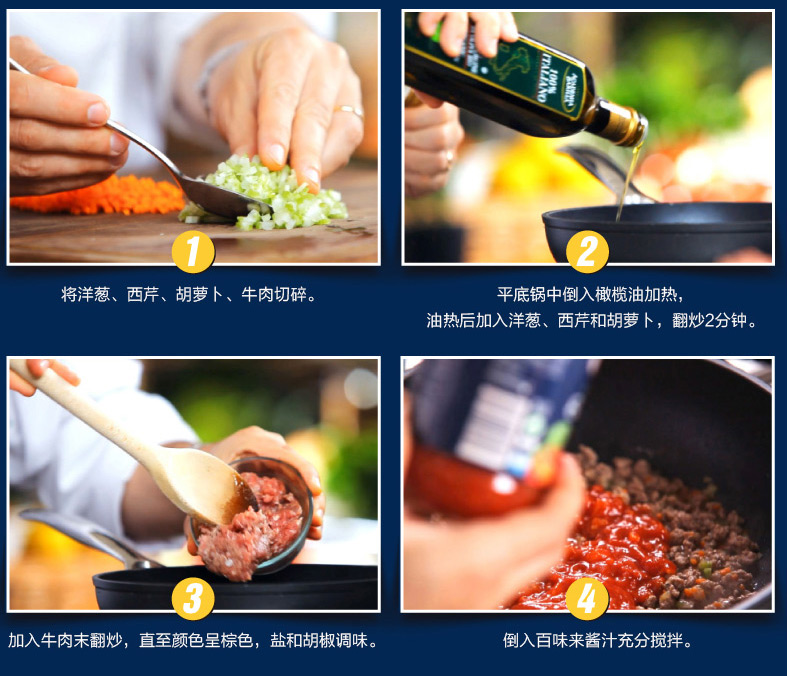 100%
ITALIANO
1
将洋葱、西芹、胡萝卜、牛肉切碎。
2
平底锅中倒入橄榄油加热，
油热后加入洋葱、西芹和胡萝卜，翻炒2分钟。
3
加入牛肉末翻炒，直至颜色呈棕色，盐和胡椒调味。
4
倒入百味来酱汁充分搅拌。